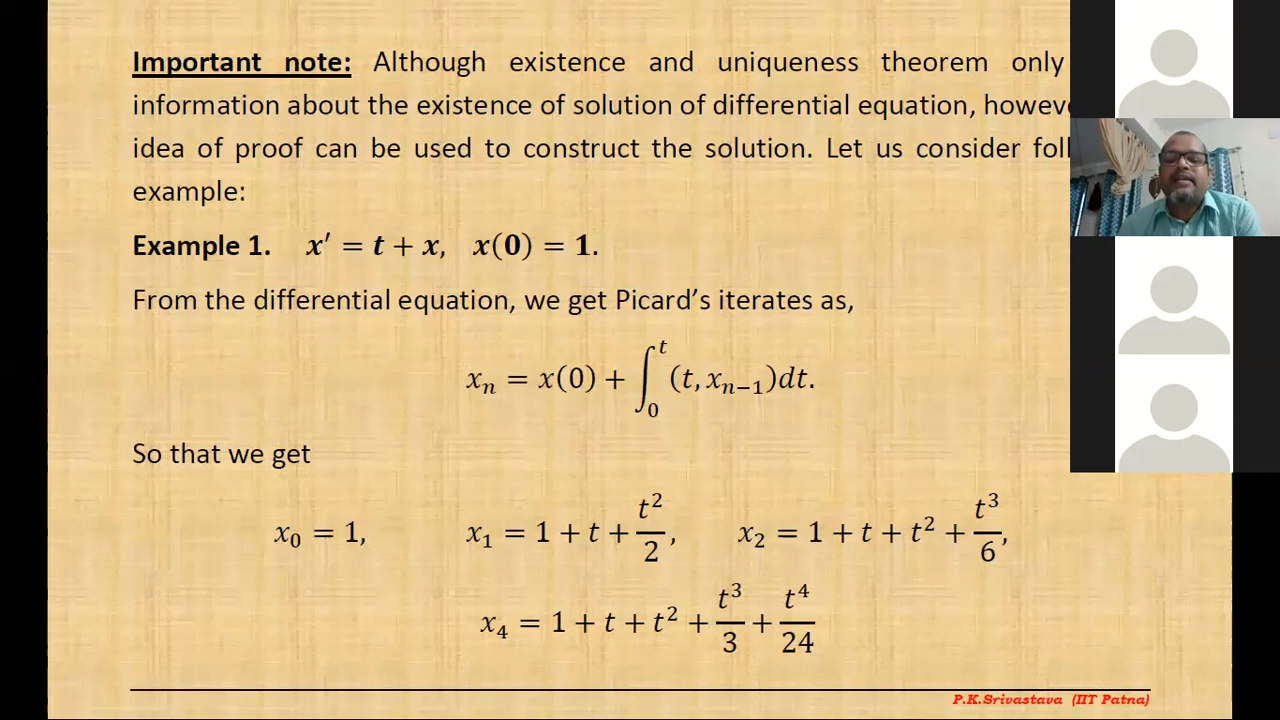 Important note: Although existence and uniqueness theorem only
information about the existence of solution of differential equation,
idea of proof can be used to construct the solution. Let us consider
example:
Example 1. x′ = t + x, x(0) = 1.
From the differential equation, we get Picard’s iterates as,
xₙ = x(0) + ∫₀ᵗ (t, xₙ₋₁)dt.
So that we get
x₀ = 1, x₁ = 1 + t + t²/2, x₂ = 1 + t + t² + t³/6,
x₄ = 1 + t + t² + t³/3 + t⁴/24
P.K.Srivastava (IIT Patna)